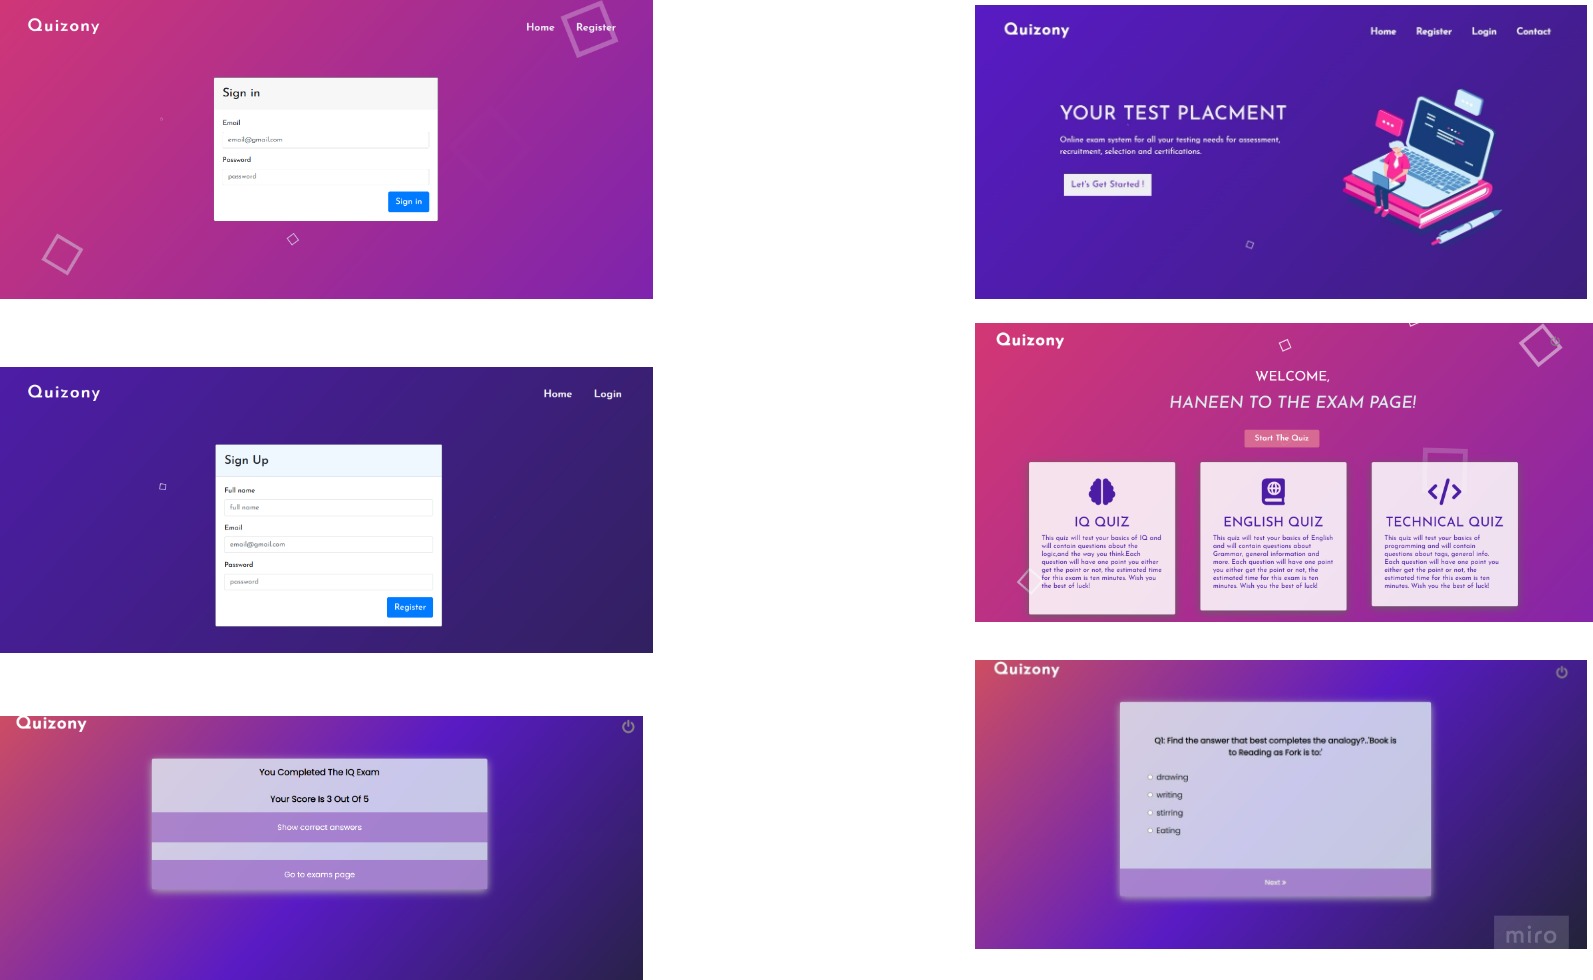 Quizony
Home Register
Sign in
Email
email@gmail.com
Password
password
Sign in
Quizony
Home Register Login Contact
YOUR TEST PLACMENT
Online exam system for all your testing needs for assessment,
recruitment, selection and certifications.
Let's Get Started !
Quizony
Home Login
Sign Up
Full name
full name
Email
email@gmail.com
Password
password
Register
Quizony
WELCOME,
HANEEN TO THE EXAM PAGE!
Start The Quiz
IQ QUIZ
This quiz will test your basics of IQ and
will contain questions about the
logic,and the way you think.Each
question will have one point you either
get the point or not, the estimated time
for this exam is ten minutes. Wish you
the best of luck!
ENGLISH QUIZ
This quiz will test your basics of English
and will contain questions about
Grammar, general information and
more. Each question will have one point
you either get the point or not, the
estimated time for this exam is ten
minutes. Wish you the best of luck!
TECHNICAL QUIZ
This quiz will test your basics of
programming and will contain
questions about tags, general info.
Each question will have one point you
either get the point or not, the
estimated time for this exam is ten
minutes. Wish you the best of luck!
Quizony
You Completed The IQ Exam
Your Score Is 3 Out Of 5
Show correct answers
Go to exams page
Quizony
Q1: Find the answer that best completes the analogy?..'Book is
to Reading as Fork is to:'
drawing
writing
stirring
Eating
Next »
miro